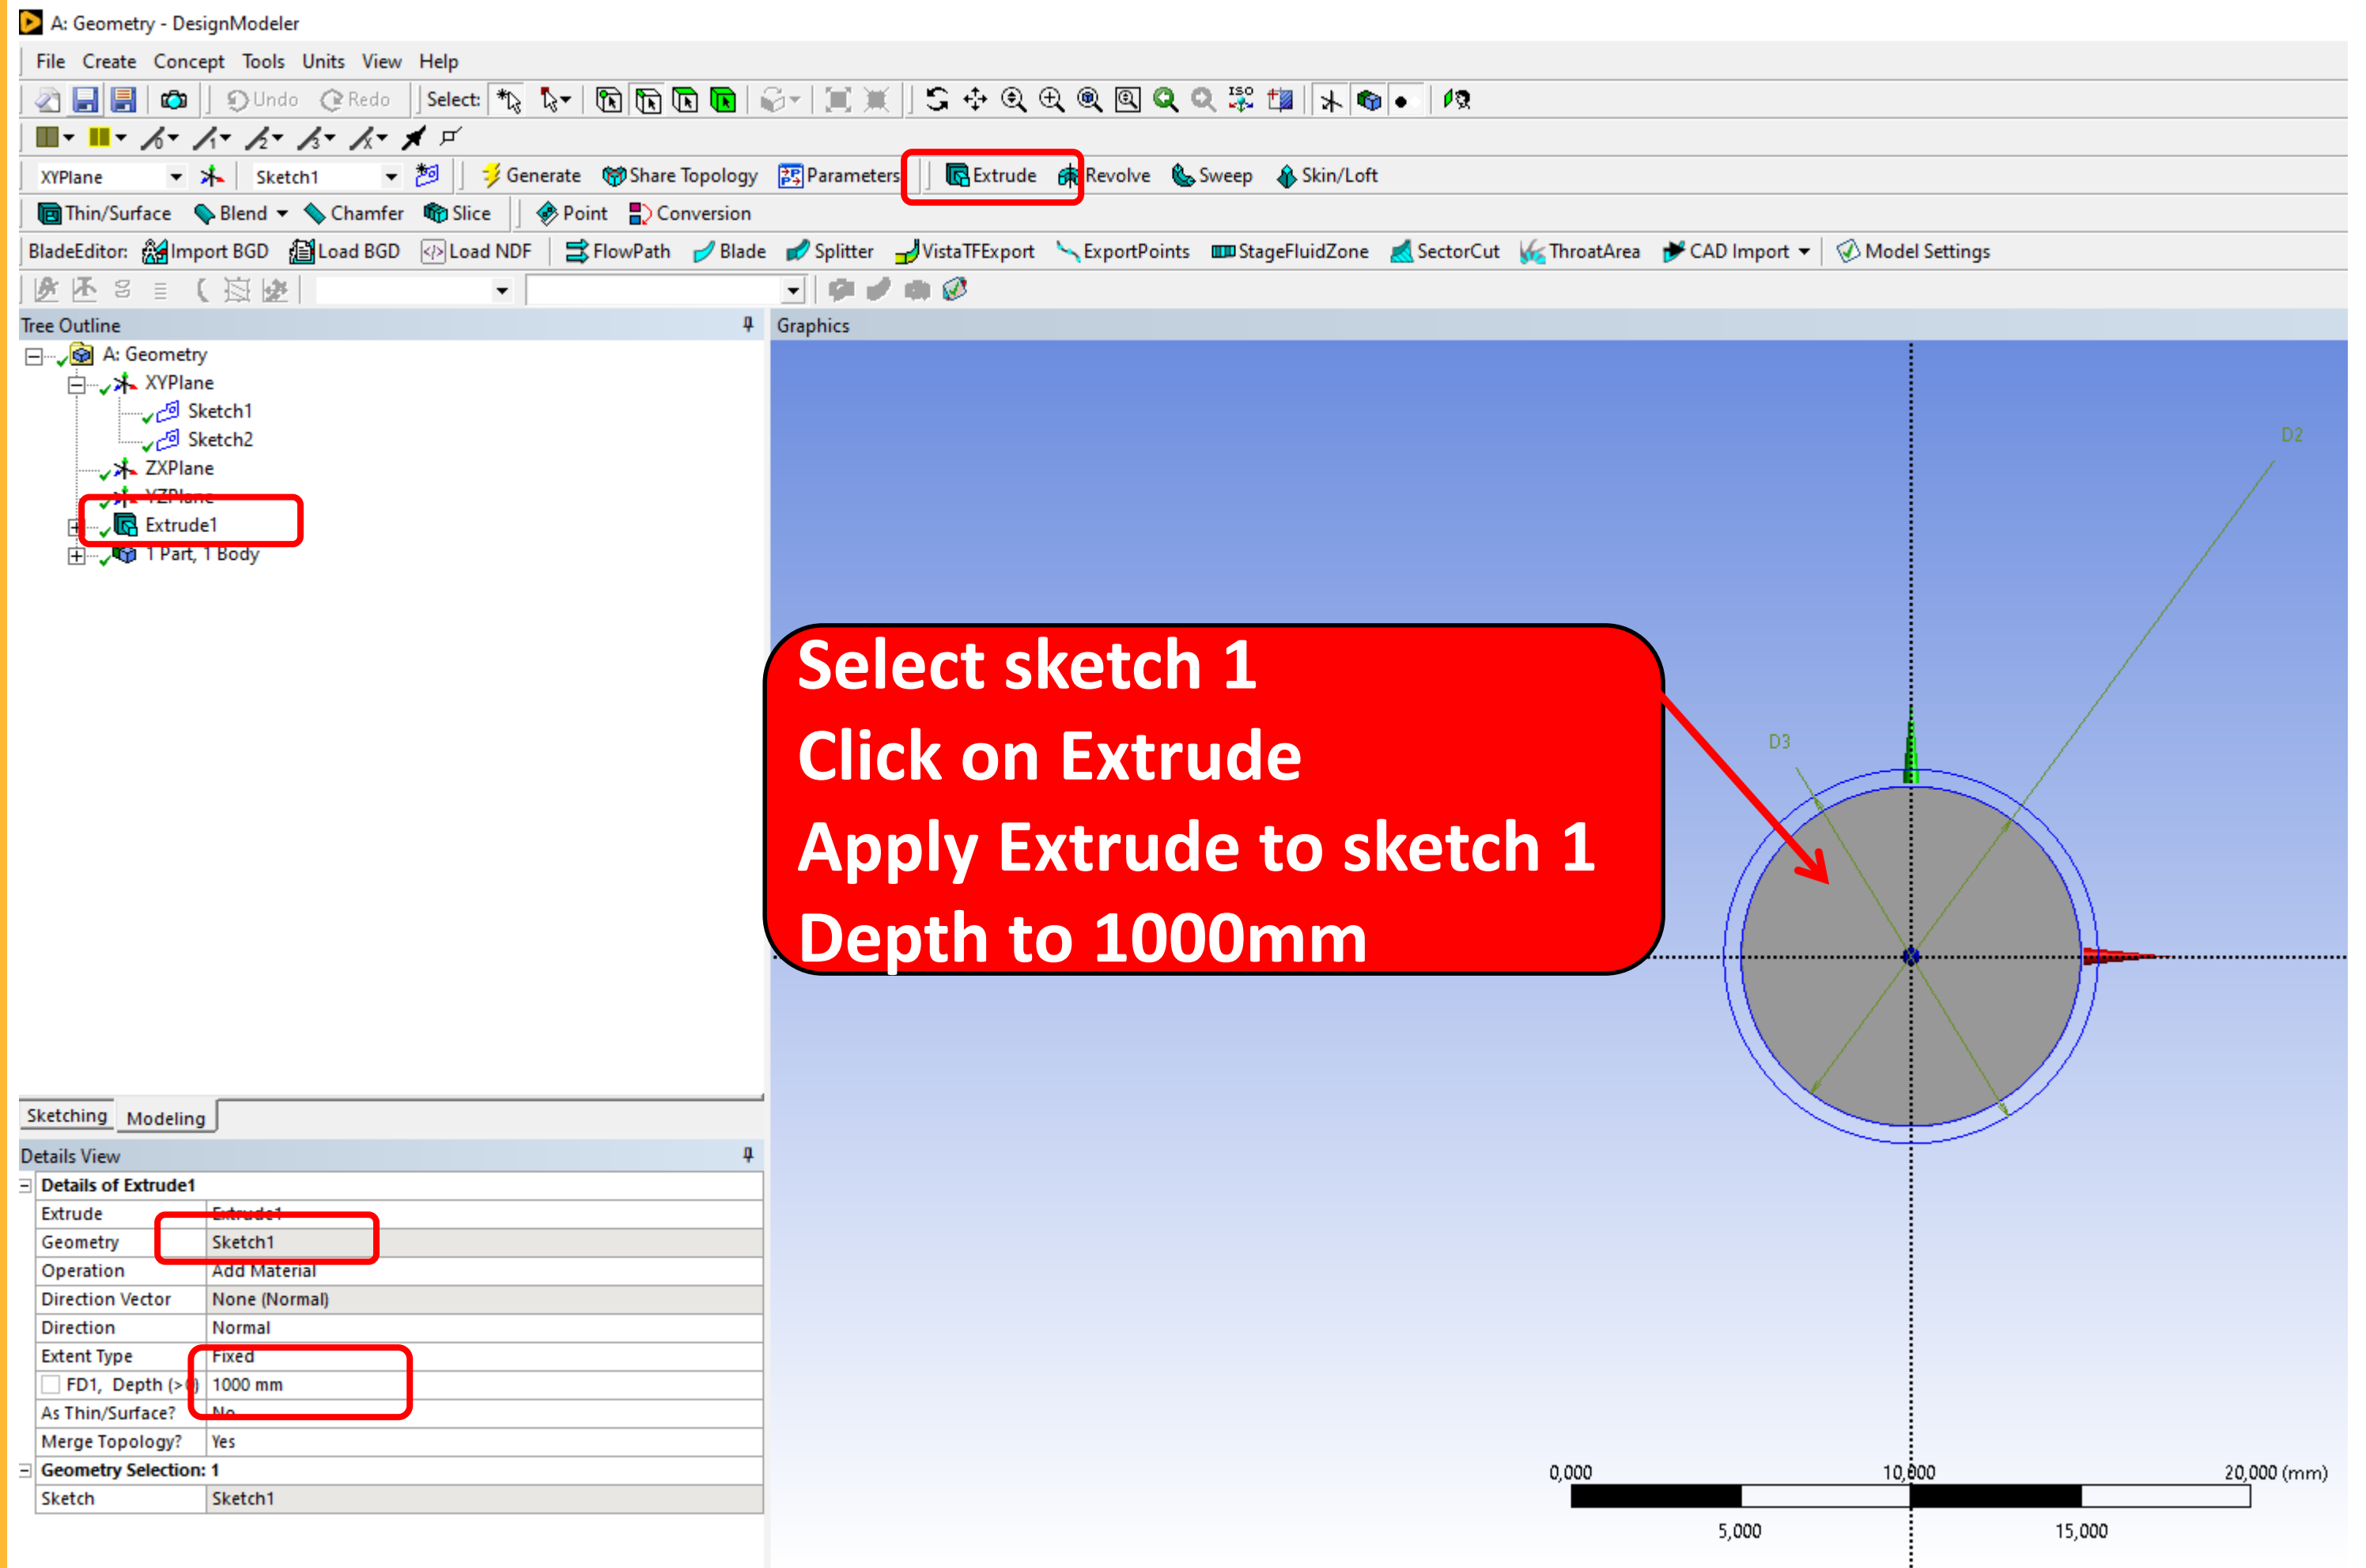 A: Geometry - DesignModeler
File Create Concept Tools Units View Help
Undo Redo Select: ISO
0 1 2 3 X
XYPlane Sketch1 Generate Share Topology Parameters Extrude Revolve Sweep Skin/Loft
Thin/Surface Blend Chamfer Slice Point Conversion
BladeEditor: Import BGD Load BGD Load NDF FlowPath Blade Splitter VistaTFExport ExportPoints StageFluidZone SectorCut ThroatArea CAD Import Model Settings
Tree Outline
Graphics
A: Geometry
XYPlane
Sketch1
Sketch2
ZXPlane
YZPlane
Extrude1
1 Part, 1 Body
D2
D3
Select sketch 1
Click on Extrude
Apply Extrude to sketch 1
Depth to 1000mm
Sketching Modeling
Details View
Details of Extrude1
Extrude Extrude1
Geometry Sketch1
Operation Add Material
Direction Vector None (Normal)
Direction Normal
Extent Type Fixed
FD1, Depth (>0) 1000 mm
As Thin/Surface? No
Merge Topology? Yes
Geometry Selection: 1
Sketch Sketch1
0,000 10,000 20,000 (mm)
5,000 15,000